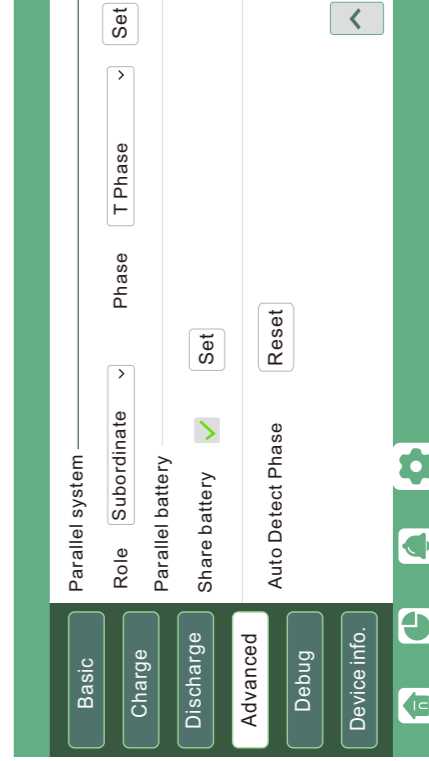 Basic
Charge
Discharge
Advanced
Debug
Device info.
Parallel system
Role Subordinate Phase T Phase Set
Parallel battery
Share battery Set
Auto Detect Phase Reset